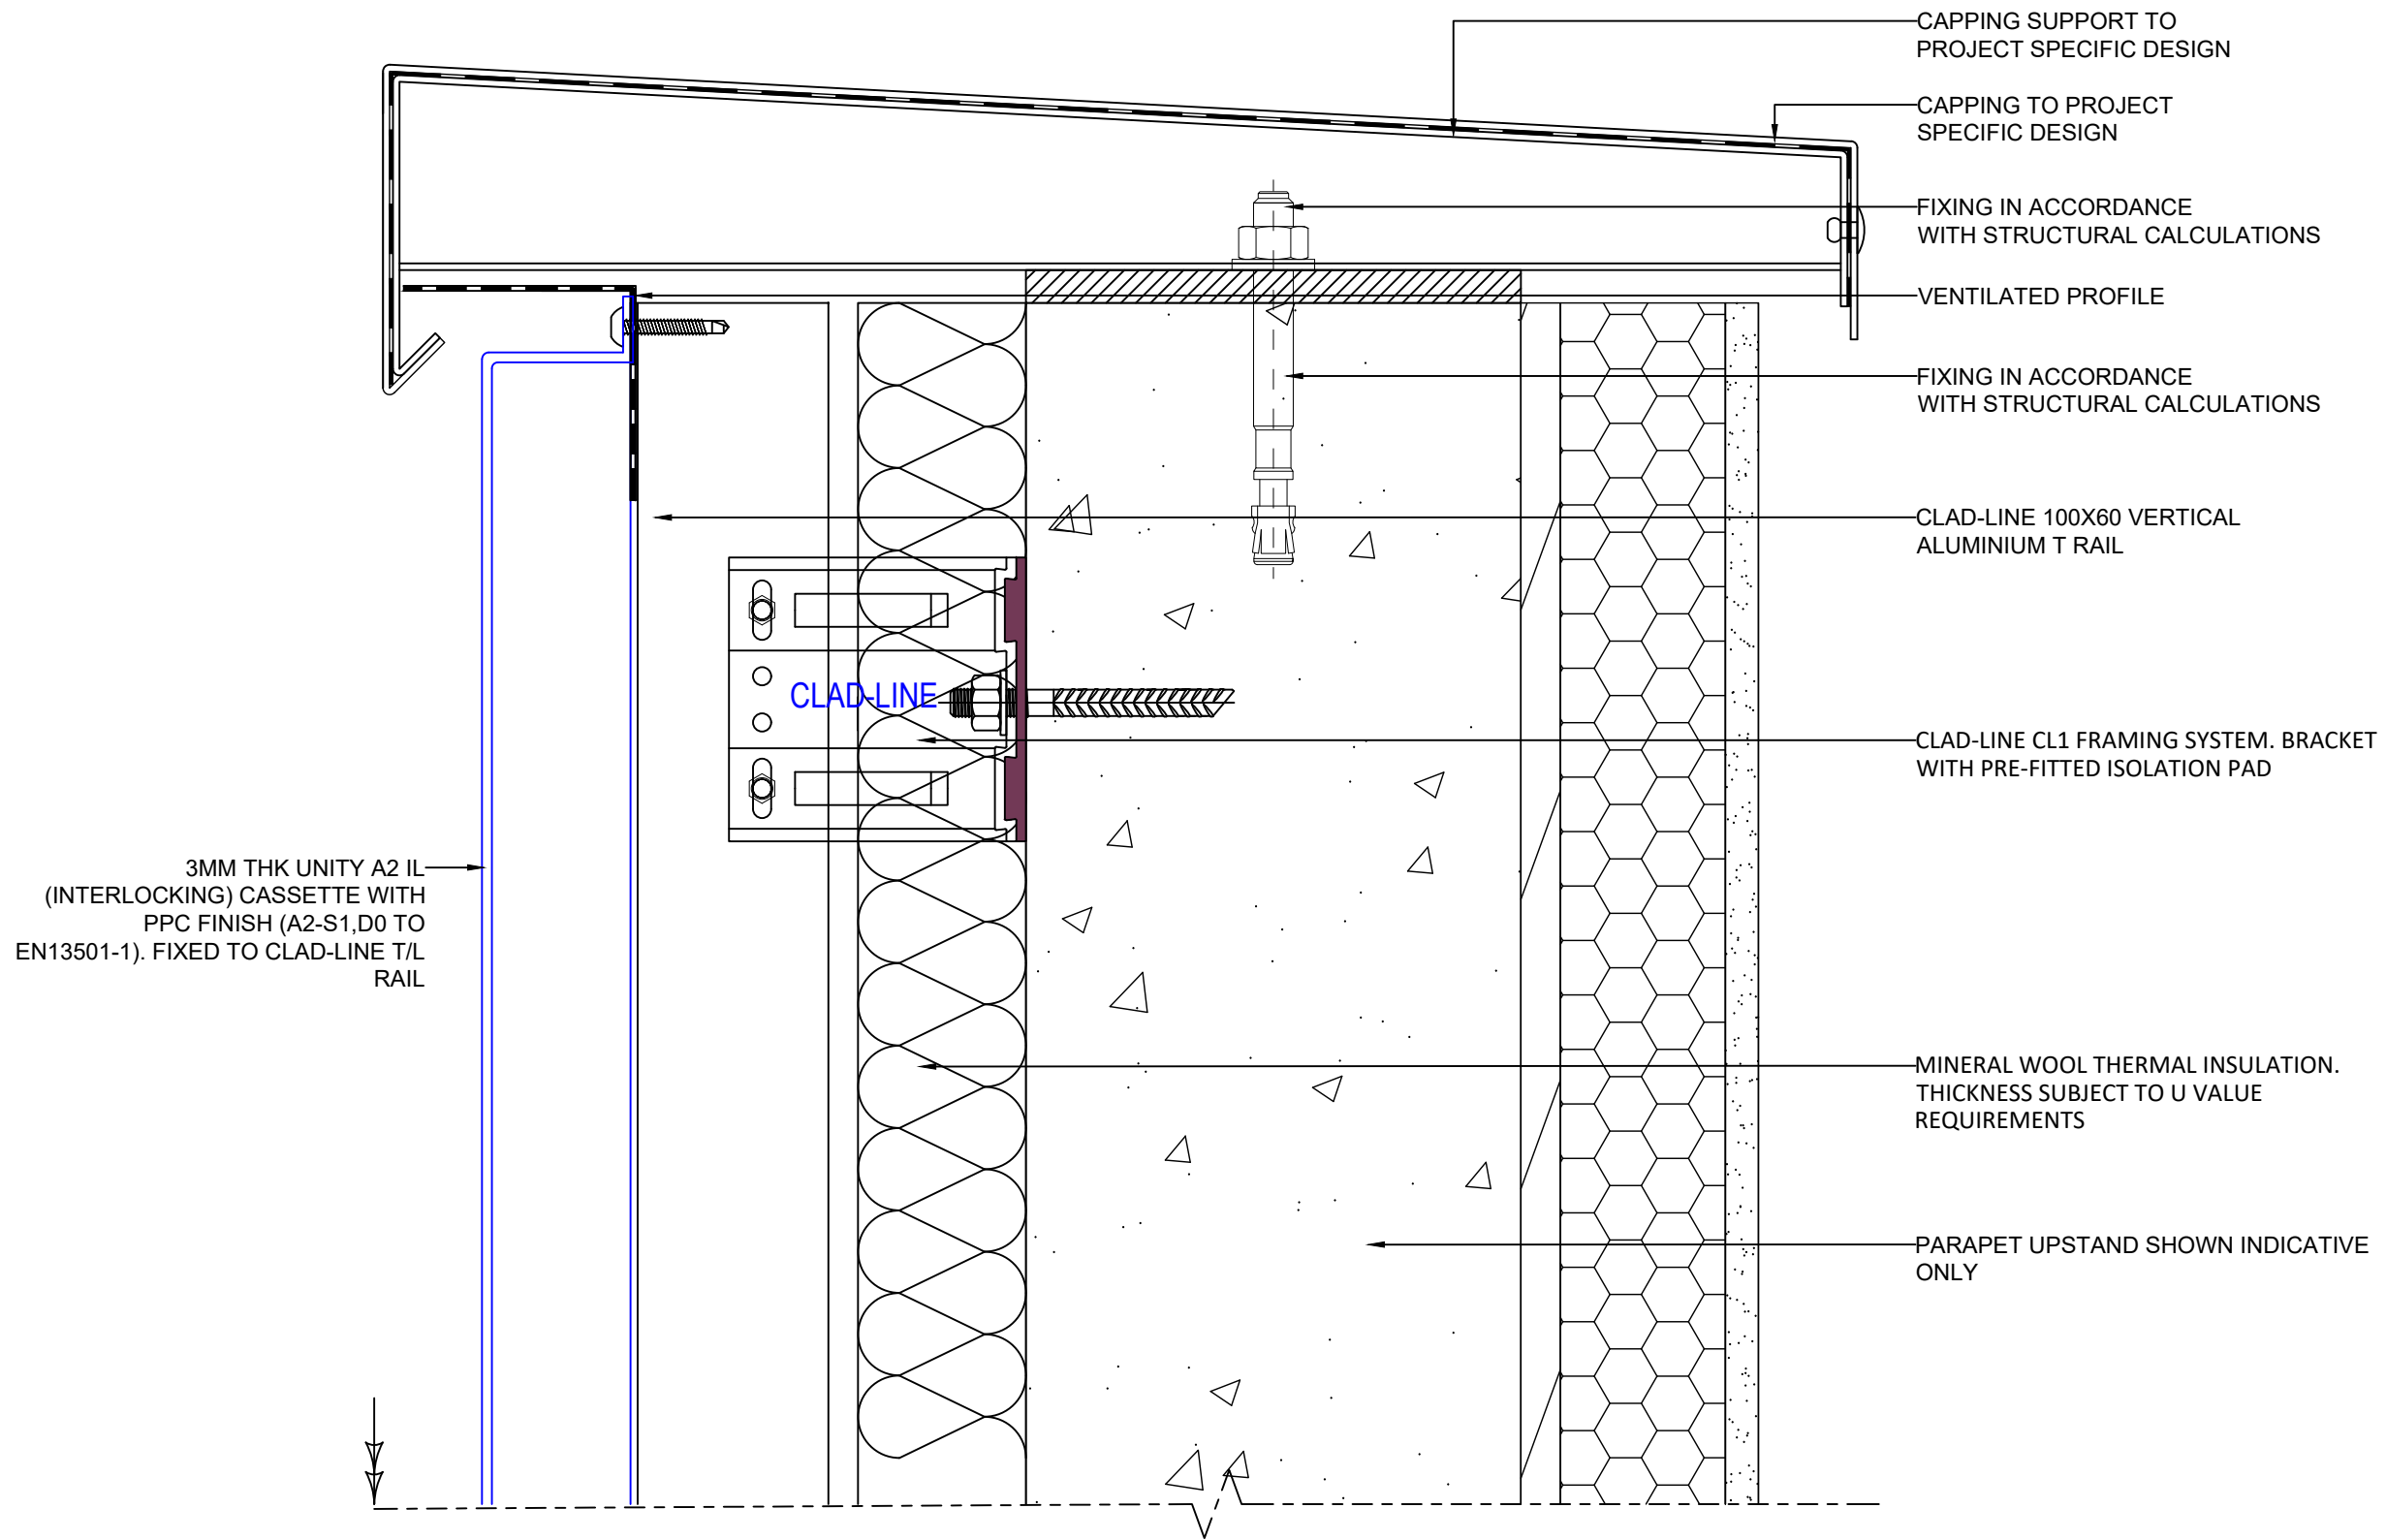 CAPPING SUPPORT TO
PROJECT SPECIFIC DESIGN
CAPPING TO PROJECT
SPECIFIC DESIGN
FIXING IN ACCORDANCE
WITH STRUCTURAL CALCULATIONS
VENTILATED PROFILE
FIXING IN ACCORDANCE
WITH STRUCTURAL CALCULATIONS
CLAD-LINE 100X60 VERTICAL
ALUMINIUM T RAIL
CLAD-LINE
CLAD-LINE CL1 FRAMING SYSTEM. BRACKET
WITH PRE-FITTED ISOLATION PAD
3MM THK UNITY A2 IL
(INTERLOCKING) CASSETTE WITH
PPC FINISH (A2-S1,D0 TO
EN13501-1). FIXED TO CLAD-LINE T/L
RAIL
MINERAL WOOL THERMAL INSULATION.
THICKNESS SUBJECT TO U VALUE
REQUIREMENTS
PARAPET UPSTAND SHOWN INDICATIVE
ONLY